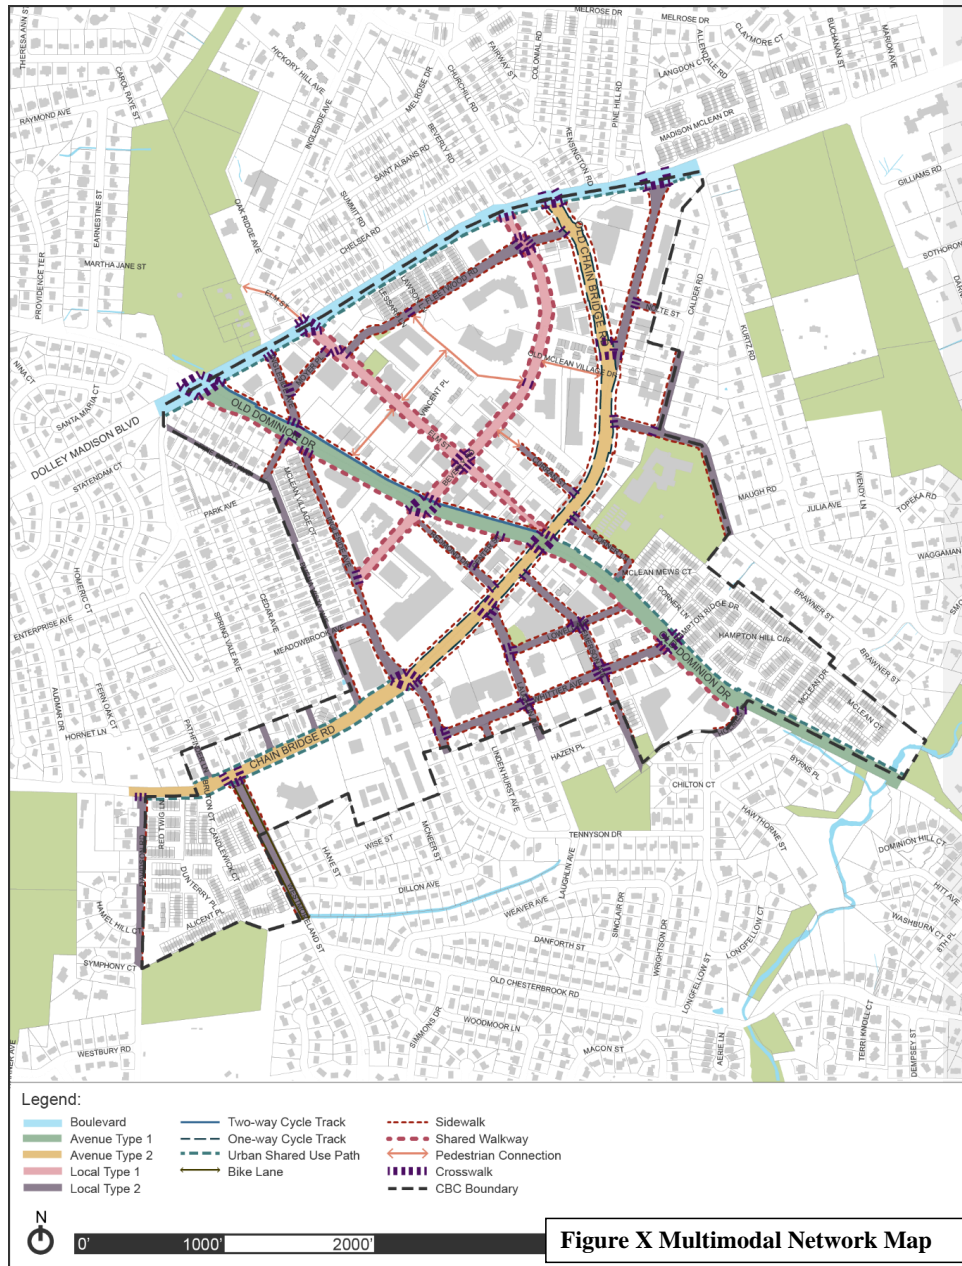 THERESA ANN ST
MELROSE DR
MELROSE DR
CLAYMORE CT
BUCHANAN ST
MARION AVE
COLONIAL RD
ALLENDALE RD
HICKORY HILL AVE
FAIRWAY ST
LANGDON CT
CAROL RAYE ST
CHURCHILL RD
MELROSE DR
PINE HILL RD
RAYMOND AVE
INGLESIDE AVE
MADISON MCLEAN DR
BEVERLY RD
KENSINGTON RD
SAINT ALBANS RD
GILLIAMS RD
EARNESTINE ST
OAK RIDGE AVE
SUMMIT RD
CHELSEA RD
OLD CHAIN BRIDGE RD
SOTHORON
PROVIDENCE TER
MARTHA JANE ST
CALDER RD
ELM ST
KURTZ RD
OLD MCLEAN VILLAGE DR
NINA CT
VINCENT PL
SANTA MARIA CT
OLD DOMINION DR
DOLLEY MADISON BLVD
STATENDAM CT
MCLEAN VILLAGE CT
WENDY LN
PARK AVE
MAUGH RD
JULIA AVE
TOPEKA RD
WAGGAMAN
HOMERIC CT
MCLEAN MEWS CT
CORNER LN
BRAWNER ST
CEDAR AVE
HAMPTON RIDGE DR
ENTERPRISE AVE
SPRING VALE AVE
HAMPTON HILL CIR
MEADOWBROOK
OLD DOMINION DR
BRAWNER ST
FERN OAK CT
MCLEAN DR
MCLEAN CT
AUDMAR DR
HORNET LN
CHAIN BRIDGE RD
HAZEN PL
LINDEN HURST AVE
BYRNS PL
BRUTON CT
CHILTON CT
RED TWIG LN
CANDLEWICK CT
HAWTHORNE ST
TENNYSON DR
WISE ST
MCNEER ST
HANE ST
DOMINION HILL CT
LAUGHLIN AVE
DUNTERRY PL
DILLON AVE
HITT AVE
ALICENT PL
WEAVER AVE
SINCLAIR DR
HAMEL HILL CT
WASHBURN CT
DANFORTH ST
WRIGHTSON DR
LONGFELLOW CT
SYMPHONY CT
LONGFELLOW ST
OLD CHESTERBROOK RD
SIMMONS DR
WOODMOOR LN
TERRI KNOLL CT
DEMPSEY ST
WESTBURY RD
MACON ST
AERIE LN
Legend:
Boulevard
Avenue Type 1
Avenue Type 2
Local Type 1
Local Type 2
Two-way Cycle Track
One-way Cycle Track
Urban Shared Use Path
Bike Lane
Sidewalk
Shared Walkway
Pedestrian Connection
Crosswalk
CBC Boundary
N
0'
1000'
2000'
Figure X Multimodal Network Map